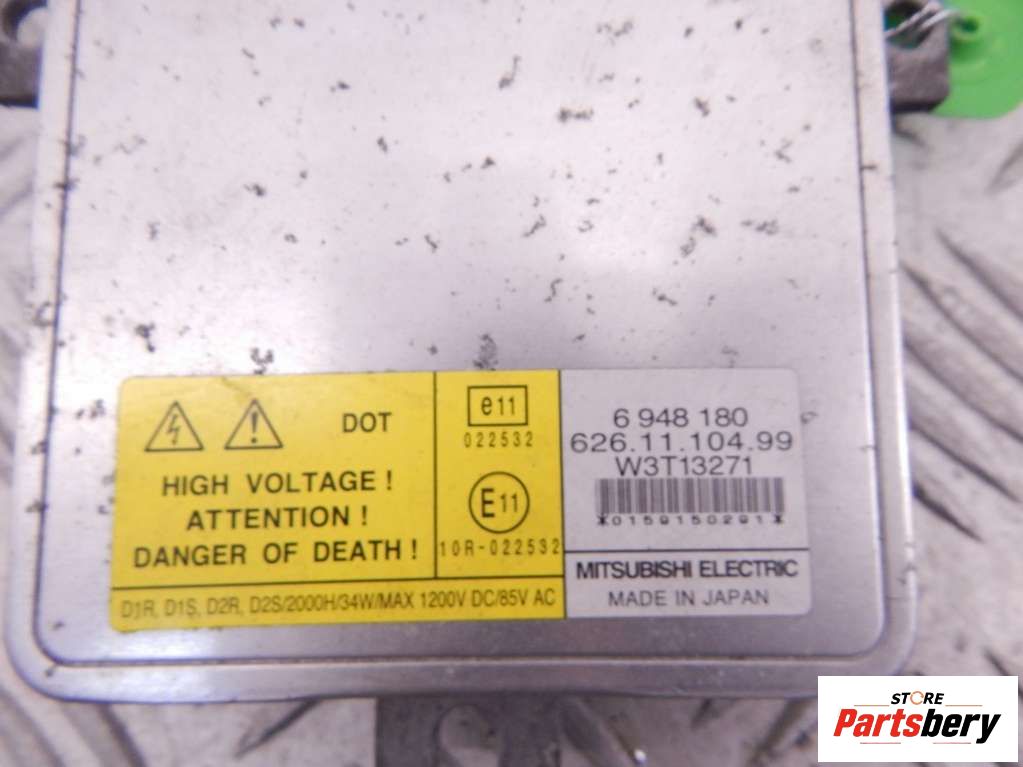 DOT
HIGH VOLTAGE !
ATTENTION !
DANGER OF DEATH !
D1R, D1S, D2R, D2S/2000H/34W/MAX 1200V DC/85V AC
e11
022532
E11
10R-022532
6 948 180
626.11.104.99
W3T13271
*0159150291*
MITSUBISHI ELECTRIC
MADE IN JAPAN
STORE
Partsbery